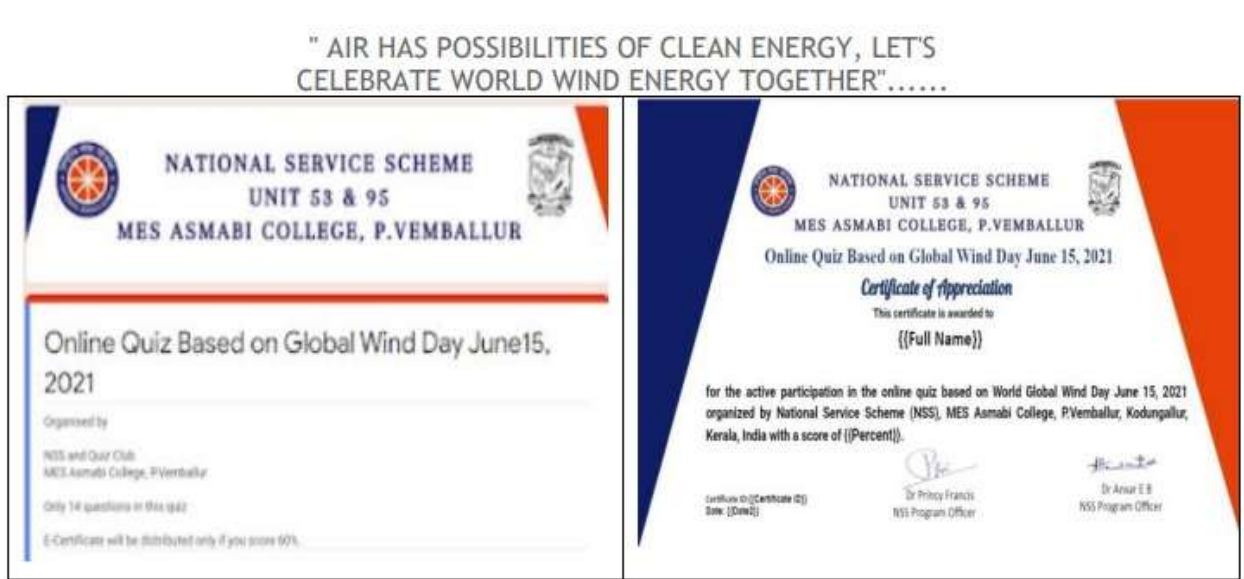 " AIR HAS POSSIBILITIES OF CLEAN ENERGY, LET'S
CELEBRATE WORLD WIND ENERGY TOGETHER"......
NATIONAL SERVICE SCHEME
UNIT 53 & 95
MES ASMABI COLLEGE, P.VEMBALLUR
Online Quiz Based on Global Wind Day June15,
2021
Organised by
NSS and Quiz Club
MES Asmabi College, P.Vemballur
Only 14 questions in this quiz
E-Certificate will be distributed only if you score 60%.
NATIONAL SERVICE SCHEME
UNIT 53 & 95
MES ASMABI COLLEGE, P.VEMBALLUR
Online Quiz Based on Global Wind Day June 15, 2021
Certificate of Appreciation
This certificate is awarded to
{{Full Name}}
for the active participation in the online quiz based on World Global Wind Day June 15, 2021
organized by National Service Scheme (NSS), MES Asmabi College, P.Vemballur, Kodungallur,
Kerala, India with a score of {{Percent}}.
Certificate ID:{{Certificate ID}}
Date: {{Date2}}
Dr Princy Francis
NSS Program Officer
Dr Ansar E B
NSS Program Officer